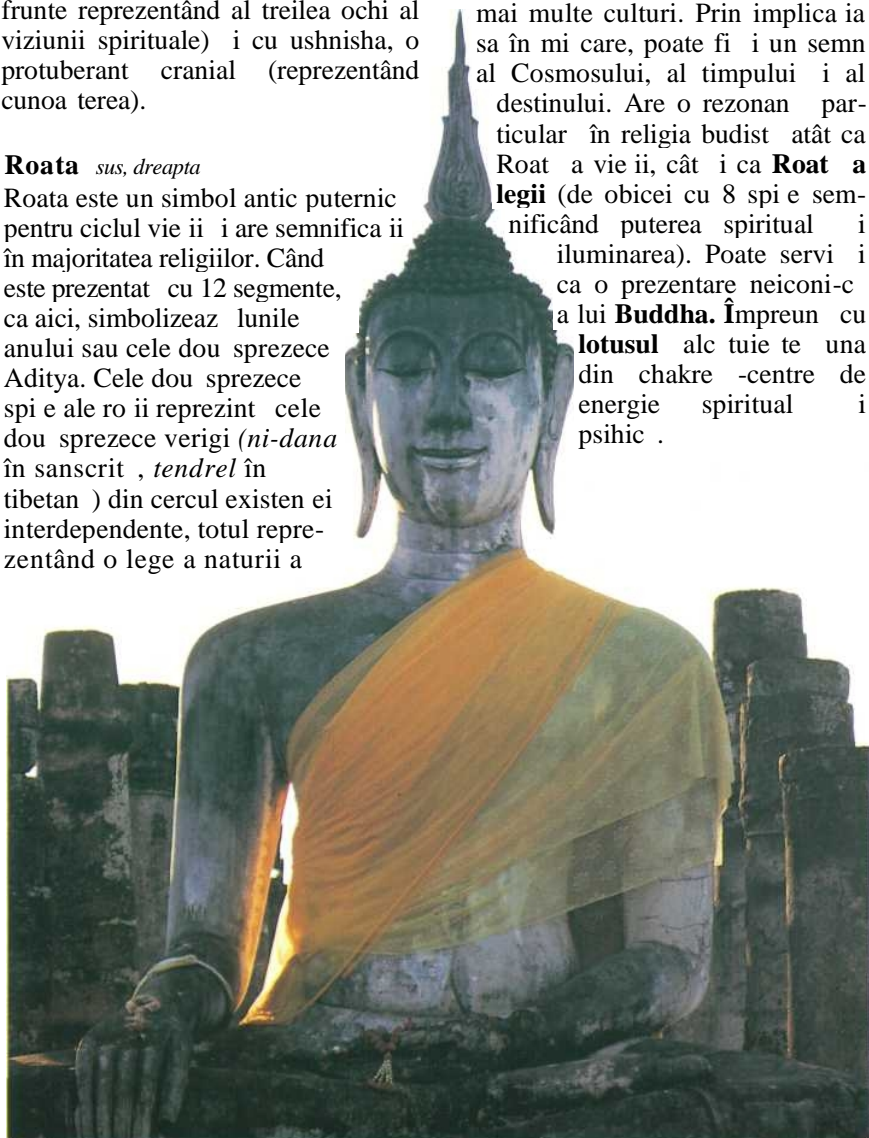 frunte reprezentând al treilea ochi al
viziunii spirituale) i cu ushnisha, o
protuberant cranial (reprezentând
cunoa terea).
Roata sus, dreapta
Roata este un simbol antic puternic
pentru ciclul vie ii i are semnifica ii
în majoritatea religiilor. Când
este prezentat cu 12 segmente,
ca aici, simbolizeaz lunile
anului sau cele dou sprezece
Aditya. Cele dou sprezece
spi e ale ro ii reprezint cele
dou sprezece verigi (ni-dana
în sanscrit , tendrel în
tibetan ) din cercul existen ei
interdependente, totul repre-
zentând o lege a naturii a
mai multe culturi. Prin implica ia
sa în mi care, poate fi i un semn
al Cosmosului, al timpului i al
destinului. Are o rezonan par-
ticular în religia budist atât ca
Roat a vie ii, cât i ca Roat a
legii (de obicei cu 8 spi e sem-
nificând puterea spiritual i
iluminarea). Poate servi i
ca o prezentare neiconi-c
a lui Buddha. Împreun cu
lotusul alc tuie te una
din chakre -centre de
energie spiritual i
psihic .